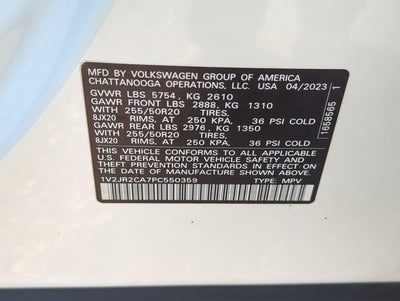 MFD BY VOLKSWAGEN GROUP OF AMERICA
CHATTANOOGA OPERATIONS, LLC. USA 04/2023
GVWR LBS 5754, KG 2610
GAWR FRONT LBS 2888, KG 1310
WITH 255/50R20 TIRES,
8JX20 RIMS, AT 250 KPA. 36 PSI COLD
GAWR REAR LBS 2976, KG 1350
WITH 255/50R20 TIRES,
8JX20 RIMS, AT 250 KPA. 36 PSI COLD
THIS VEHICLE CONFORMS TO ALL APPLICABLE
U.S. FEDERAL MOTOR VEHICLE SAFETY, BUMPER
AND THEFT PREVENTION STANDARDS IN EFFECT
ON THE DATE OF MANUFACTURE SHOWN ABOVE
1V2JR2CA7PC550359 TYPE: MPV
1658565 1